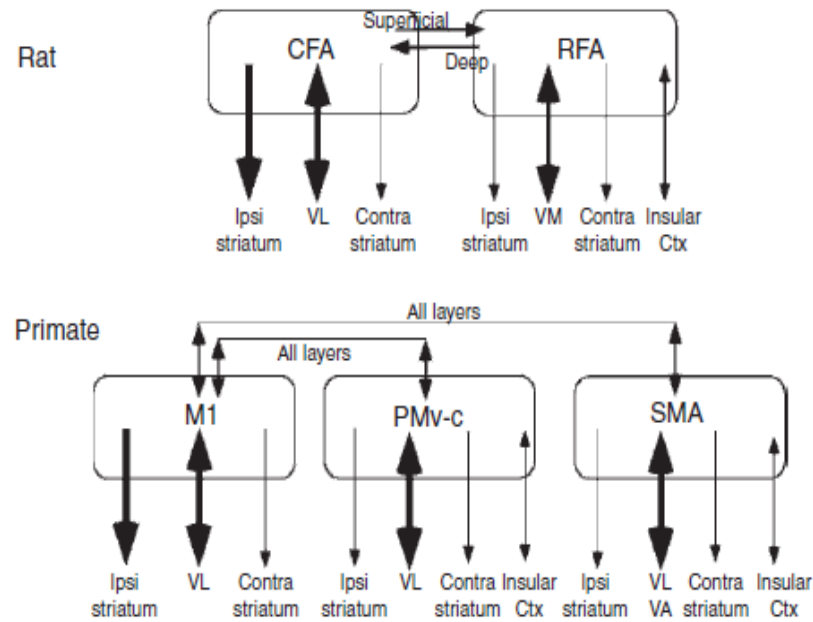 Superficial
Rat
CFA
RFA
Deep
Ipsi striatum
VL
Contra striatum
Ipsi striatum
VM
Contra striatum
Insular Ctx
All layers
Primate
All layers
M1
PMv-c
SMA
Ipsi striatum
VL
Contra striatum
Ipsi striatum
VL
Contra striatum
Insular Ctx
Ipsi striatum
VL VA
Contra striatum
Insular Ctx